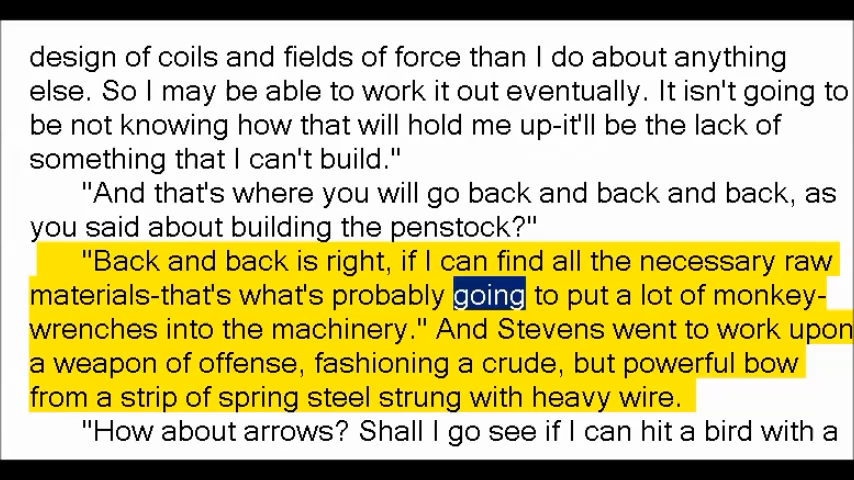 design of coils and fields of force than I do about anything
else. So I may be able to work it out eventually. It isn't going to
be not knowing how that will hold me up-it'll be the lack of
something that I can't build."
"And that's where you will go back and back and back, as
you said about building the penstock?"
"Back and back is right, if I can find all the necessary raw
materials-that's what's probably going to put a lot of monkey-
wrenches into the machinery." And Stevens went to work upon
a weapon of offense, fashioning a crude, but powerful bow
from a strip of spring steel strung with heavy wire.
"How about arrows? Shall I go see if I can hit a bird with a